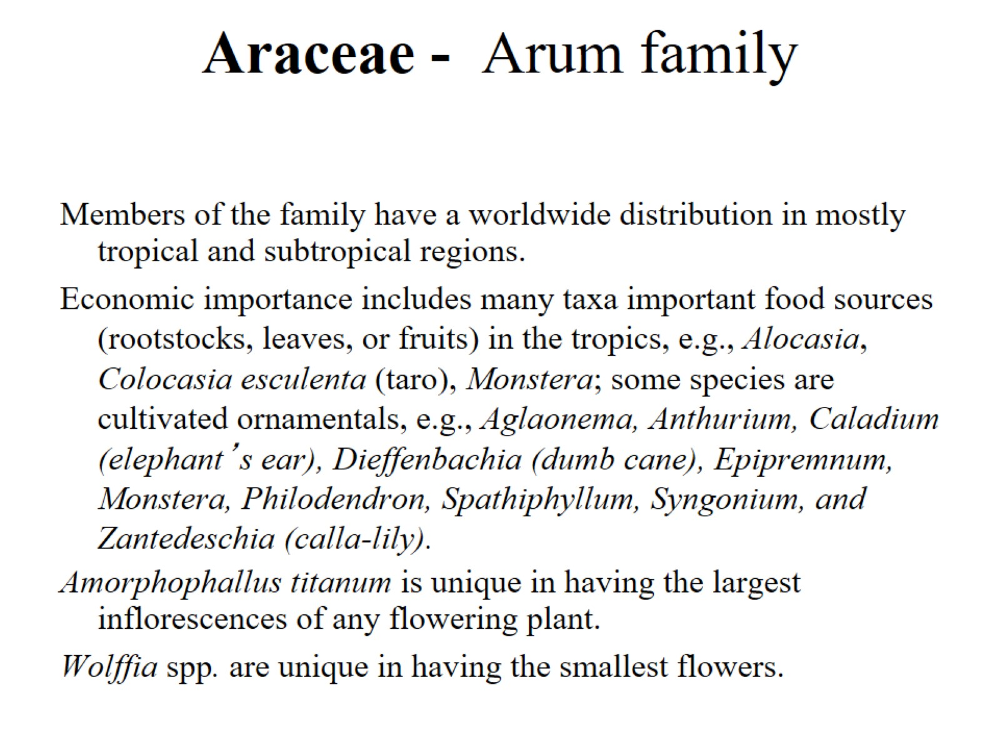 Araceae - Arum family
Members of the family have a worldwide distribution in mostly
tropical and subtropical regions.
Economic importance includes many taxa important food sources
(rootstocks, leaves, or fruits) in the tropics, e.g., Alocasia,
Colocasia esculenta (taro), Monstera; some species are
cultivated ornamentals, e.g., Aglaonema, Anthurium, Caladium
(elephant’s ear), Dieffenbachia (dumb cane), Epipremnum,
Monstera, Philodendron, Spathiphyllum, Syngonium, and
Zantedeschia (calla-lily).
Amorphophallus titanum is unique in having the largest
inflorescences of any flowering plant.
Wolffia spp. are unique in having the smallest flowers.